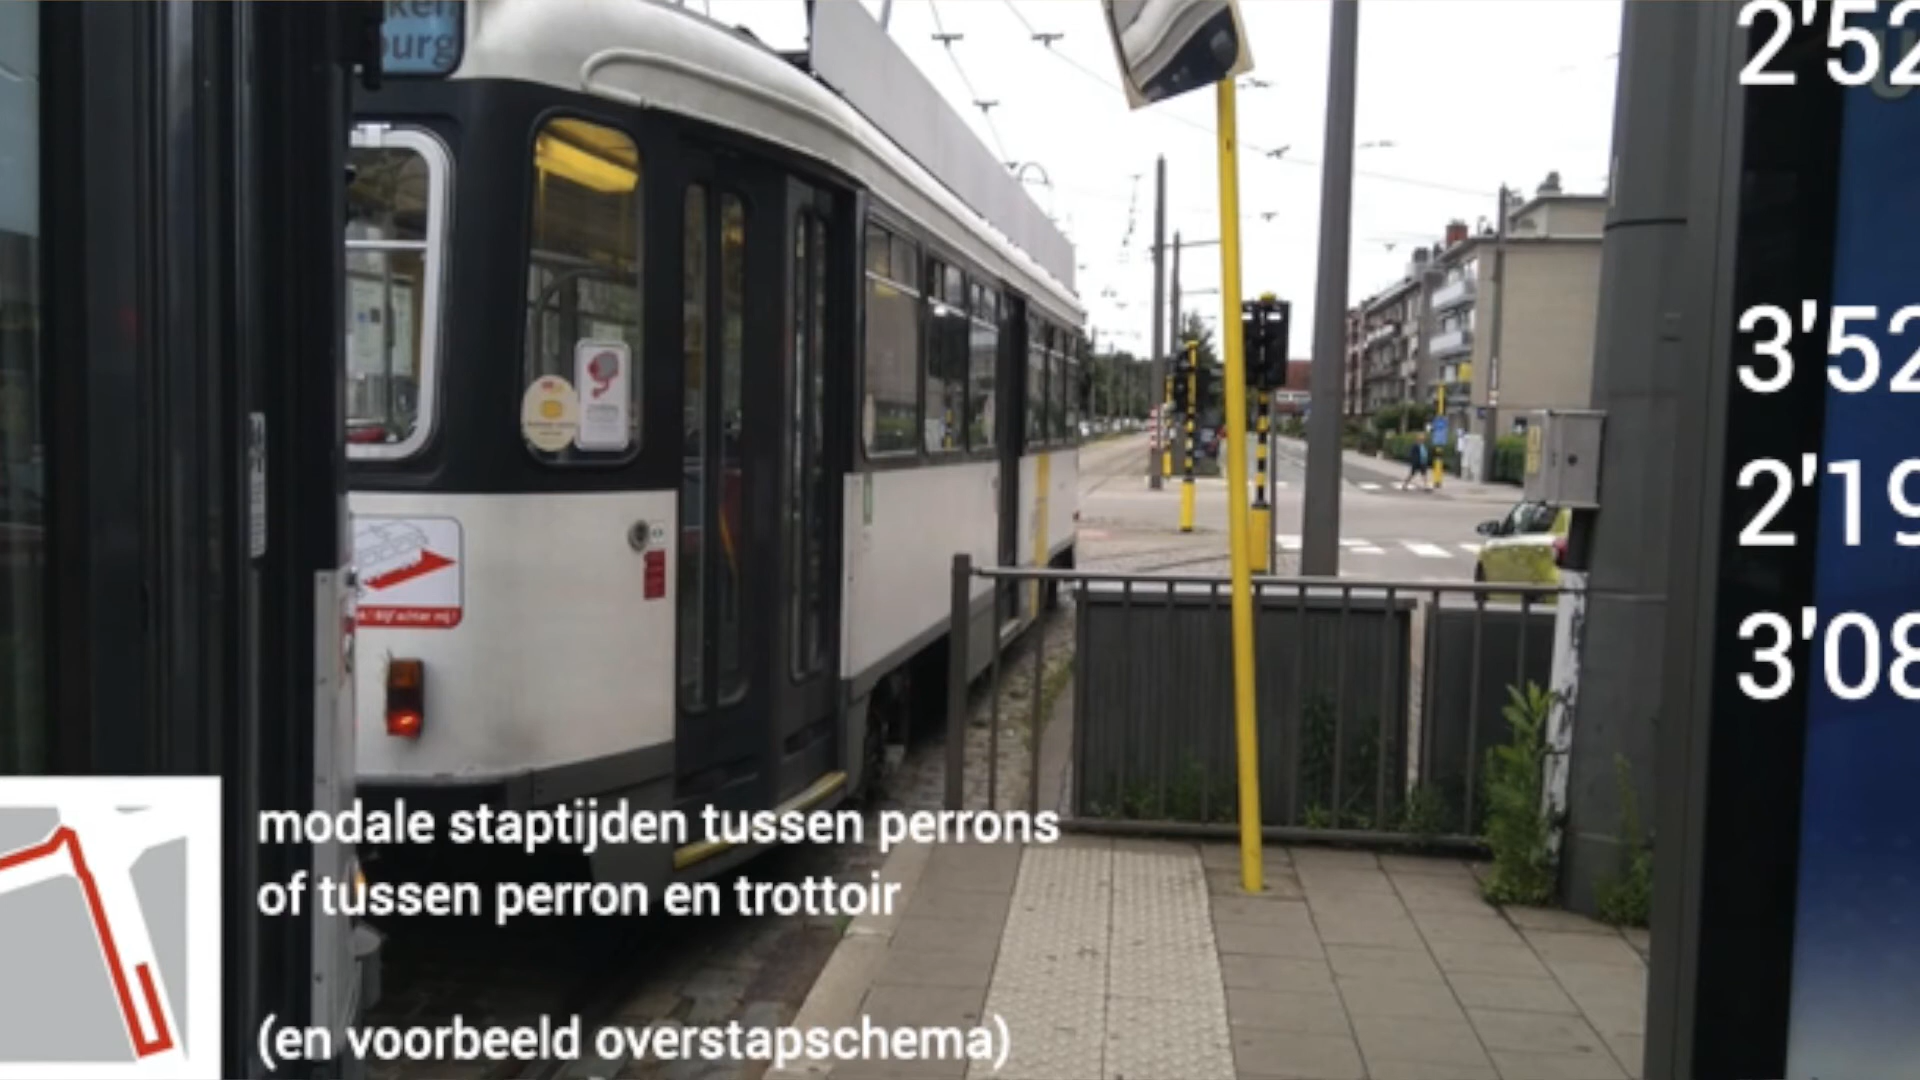 2'52
3'52
2'19
3'08
modale staptijden tussen perrons
of tussen perron en trottoir
(en voorbeeld overstapschema)